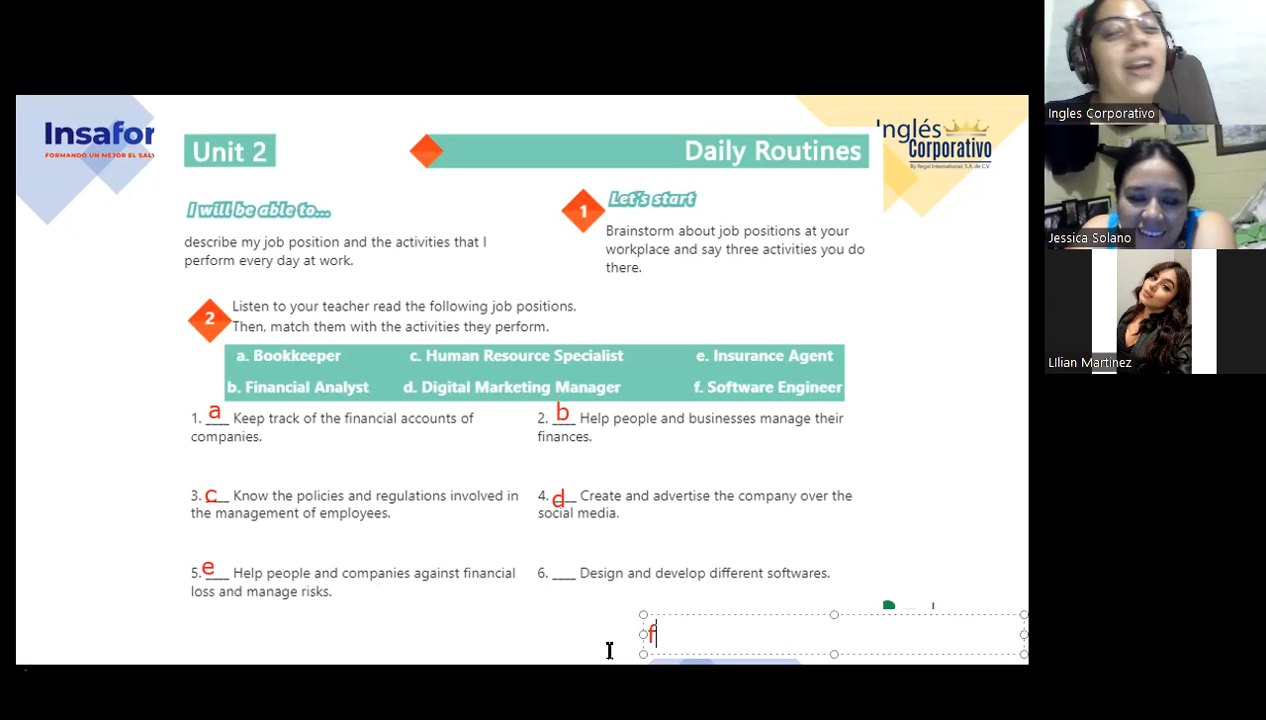 Insafor
FORMANDO UN MEJOR EL SALV
Unit 2
Daily Routines
Inglés
Corporativo
By Regal International, S.A. de C.V.
I will be able to...
describe my job position and the activities that I
perform every day at work.
1
Let's start
Brainstorm about job positions at your
workplace and say three activities you do
there.
2
Listen to your teacher read the following job positions.
Then, match them with the activities they perform.
a. Bookkeeper
c. Human Resource Specialist
e. Insurance Agent
b. Financial Analyst
d. Digital Marketing Manager
f. Software Engineer
1. a Keep track of the financial accounts of
companies.
2. b Help people and businesses manage their
finances.
3. c Know the policies and regulations involved in
the management of employees.
4. d Create and advertise the company over the
social media.
5. e Help people and companies against financial
loss and manage risks.
6. ____ Design and develop different softwares.
f
Ingles Corporativo
Jessica Solano
LIlian Martinez